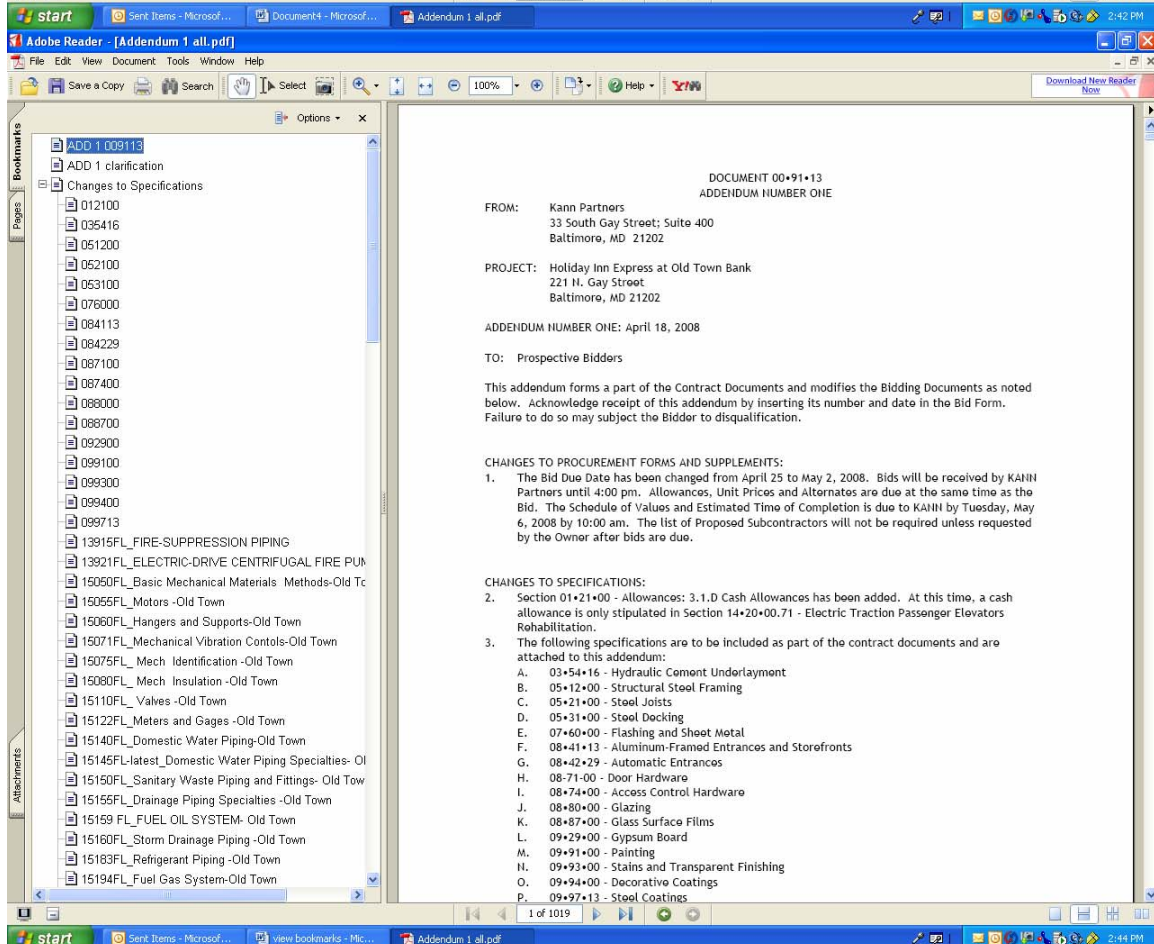 start
Sent Items - Microsof...
Document4 - Microsof...
Addendum 1 all.pdf
2:42 PM
Adobe Reader - [Addendum 1 all.pdf]
File Edit View Document Tools Window Help
Save a Copy
Search
Select
100%
Help
Y!
Download New Reader
Now
Options
x
Bookmarks
Pages
Attachments
ADD 1 009113
ADD 1 clarification
Changes to Specifications
012100
035416
051200
052100
053100
076000
084113
084229
087100
087400
088000
088700
092900
099100
099300
099400
099713
13915FL_FIRE-SUPPRESSION PIPING
13921FL_ELECTRIC-DRIVE CENTRIFUGAL FIRE PUM
15050FL_Basic Mechanical Materials Methods-Old To
15055FL_Motors -Old Town
15060FL_Hangers and Supports-Old Town
15071FL_Mechanical Vibration Contols-Old Town
15075FL_ Mech Identification -Old Town
15080FL_ Mech Insulation -Old Town
15110FL_ Valves -Old Town
15122FL_Meters and Gages -Old Town
15140FL_Domestic Water Piping-Old Town
15145FL-latest_Domestic Water Piping Specialties- Ol
15150FL_Sanitary Waste Piping and Fittings- Old Tow
15155FL_Drainage Piping Specialties -Old Town
15159 FL_FUEL OIL SYSTEM- Old Town
15160FL_Storm Drainage Piping -Old Town
15183FL_Refrigerant Piping -Old Town
15194FL_Fuel Gas System-Old Town
DOCUMENT 00•91•13
ADDENDUM NUMBER ONE
FROM: Kann Partners
33 South Gay Street; Suite 400
Baltimore, MD 21202
PROJECT: Holiday Inn Express at Old Town Bank
221 N. Gay Street
Baltimore, MD 21202
ADDENDUM NUMBER ONE: April 18, 2008
TO: Prospective Bidders
This addendum forms a part of the Contract Documents and modifies the Bidding Documents as noted
below. Acknowledge receipt of this addendum by inserting its number and date in the Bid Form.
Failure to do so may subject the Bidder to disqualification.
CHANGES TO PROCUREMENT FORMS AND SUPPLEMENTS:
1. The Bid Due Date has been changed from April 25 to May 2, 2008. Bids will be received by KANN
Partners until 4:00 pm. Allowances, Unit Prices and Alternates are due at the same time as the
Bid. The Schedule of Values and Estimated Time of Completion is due to KANN by Tuesday, May
6, 2008 by 10:00 am. The list of Proposed Subcontractors will not be required unless requested
by the Owner after bids are due.
CHANGES TO SPECIFICATIONS:
2. Section 01•21•00 - Allowances: 3.1.D Cash Allowances has been added. At this time, a cash
allowance is only stipulated in Section 14•20•00.71 - Electric Traction Passenger Elevators
Rehabilitation.
3. The following specifications are to be included as part of the contract documents and are
attached to this addendum:
A. 03•54•16 - Hydraulic Cement Underlayment
B. 05•12•00 - Structural Steel Framing
C. 05•21•00 - Steel Joists
D. 05•31•00 - Steel Decking
E. 07•60•00 - Flashing and Sheet Metal
F. 08•41•13 - Aluminum-Framed Entrances and Storefronts
G. 08•42•29 - Automatic Entrances
H. 08-71-00 - Door Hardware
I. 08•74•00 - Access Control Hardware
J. 08•80•00 - Glazing
K. 08•87•00 - Glass Surface Films
L. 09•29•00 - Gypsum Board
M. 09•91•00 - Painting
N. 09•93•00 - Stains and Transparent Finishing
O. 09•94•00 - Decorative Coatings
P. 09•97•13 - Steel Coatings
1 of 1019
start
Sent Items - Microsof...
view bookmarks - Mic...
Addendum 1 all.pdf
2:44 PM